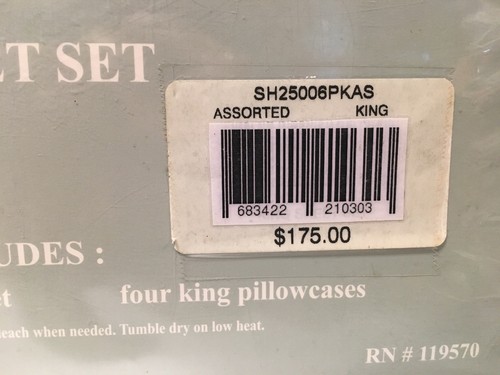 T SET
SH25006PKAS
ASSORTED KING
683422 210303
$175.00
UDES :
et four king pillowcases
each when needed. Tumble dry on low heat.
RN # 119570